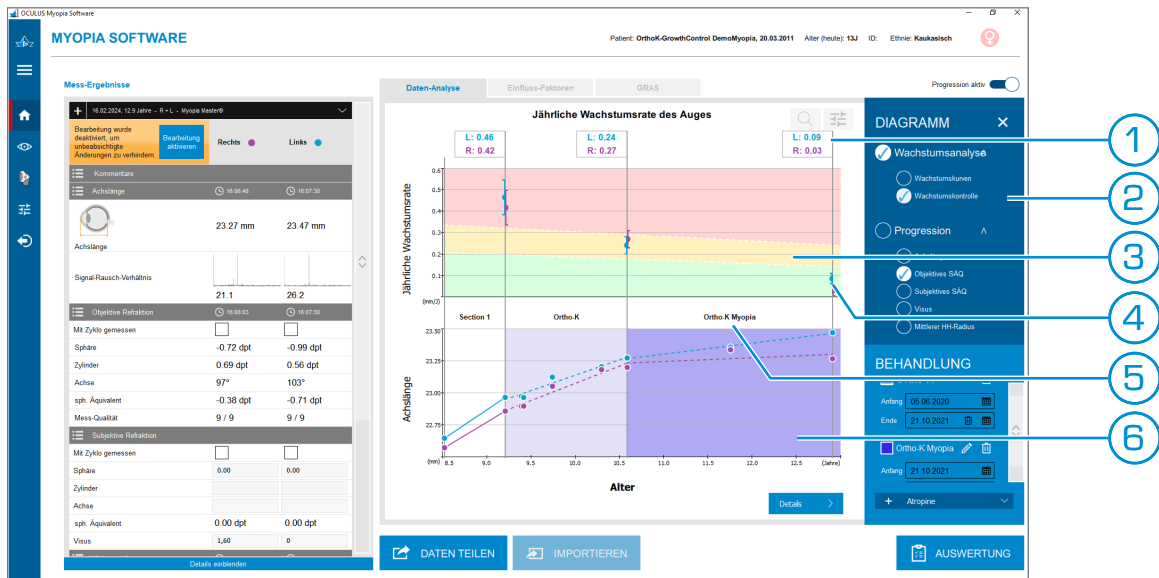 OCULUS Myopia Software
MYOPIA SOFTWARE
Patient: OrthoK-GrowthControl DemoMyopia, 20.03.2011 Alter (heute): 13J ID: Ethnie: Kaukasisch
Mess-Ergebnisse
16.02.2024, 12.9 Jahre - R + L - Myopia Master®
Bearbeitung wurde
deaktiviert, um
unbeabsichtigte
Änderungen zu verhindern.
Bearbeitung
aktivieren
Rechts
Links
Kommentare
Achslänge 16:06:48 16:07:30
23.27 mm 23.47 mm
Achslänge
Signal-Rausch-Verhältnis
21.1 26.2
Objektive Refraktion 16:08:03 16:07:30
Mit Zyklo gemessen
Sphäre -0.72 dpt -0.99 dpt
Zylinder 0.69 dpt 0.56 dpt
Achse 97° 103°
sph. Äquivalent -0.38 dpt -0.71 dpt
Mess-Qualität 9 / 9 9 / 9
Subjektive Refraktion
Mit Zyklo gemessen
Sphäre 0.00 0.00
Zylinder
Achse
sph. Äquivalent 0.00 dpt 0.00 dpt
Visus 1,60 0
Details einblenden
Daten-Analyse Einfluss-Faktoren GRAS
Progression aktiv
Jährliche Wachstumsrate des Auges
L: 0.46 L: 0.24 L: 0.09
R: 0.42 R: 0.27 R: 0.03
Jährliche Wachstumsrate
0.6
0.5
0.4
0.3
0.2
0.1
(mm/J)
Section 1 Ortho-K Ortho-K Myopia
Achslänge
23.50
23.25
23.00
22.75
(mm) 8.5 9.0 9.5 10.0 10.5 11.0 11.5 12.0 12.5 (Jahre)
Alter
Details
DATEN TEILEN
IMPORTIEREN
AUSWERTUNG
DIAGRAMM
Wachstumsanalyse
Wachstumskurven
Wachstumskontrolle
Progression
Objektives SÄQ
Subjektives SÄQ
Visus
Mittlerer HH-Radius
BEHANDLUNG
Anfang 05.06.2020
Ende 21.10.2021
Ortho-K Myopia
Anfang 21.10.2021
+ Atropine
1
2
3
4
5
6